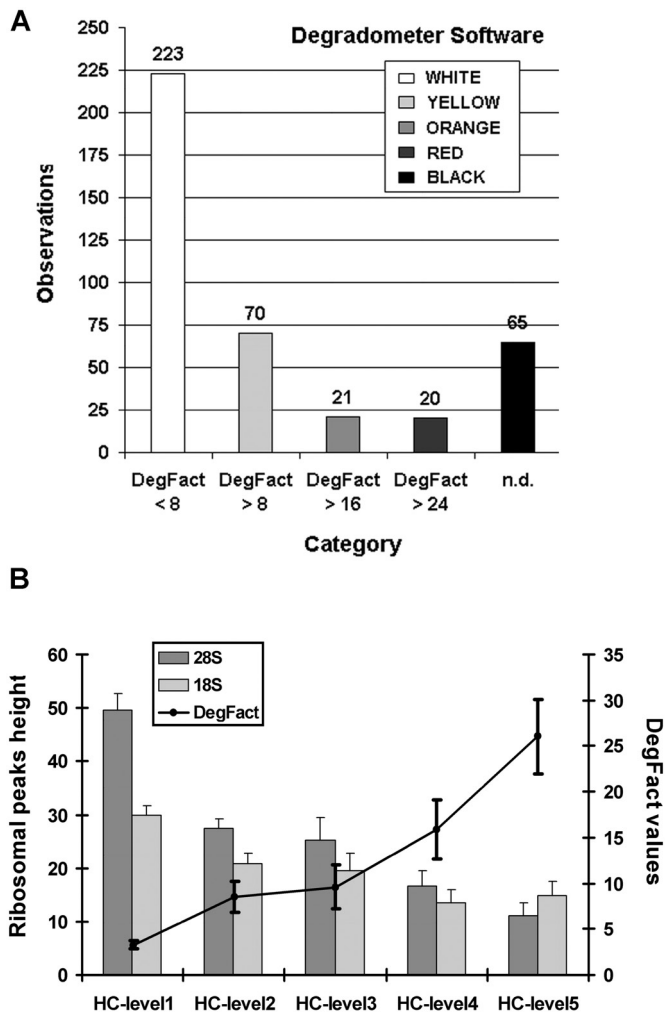 A
Degradometer Software
Observations
250
225
200
175
150
125
100
75
50
25
0
223
70
21
20
65
WHITE
YELLOW
ORANGE
RED
BLACK
DegFact
< 8
DegFact
> 8
DegFact
> 16
DegFact
> 24
n.d.
Category
B
Ribosomal peaks height
60
50
40
30
20
10
0
28S
18S
DegFact
35
30
25
20
15
10
5
0
DegFact values
HC-level1
HC-level2
HC-level3
HC-level4
HC-level5